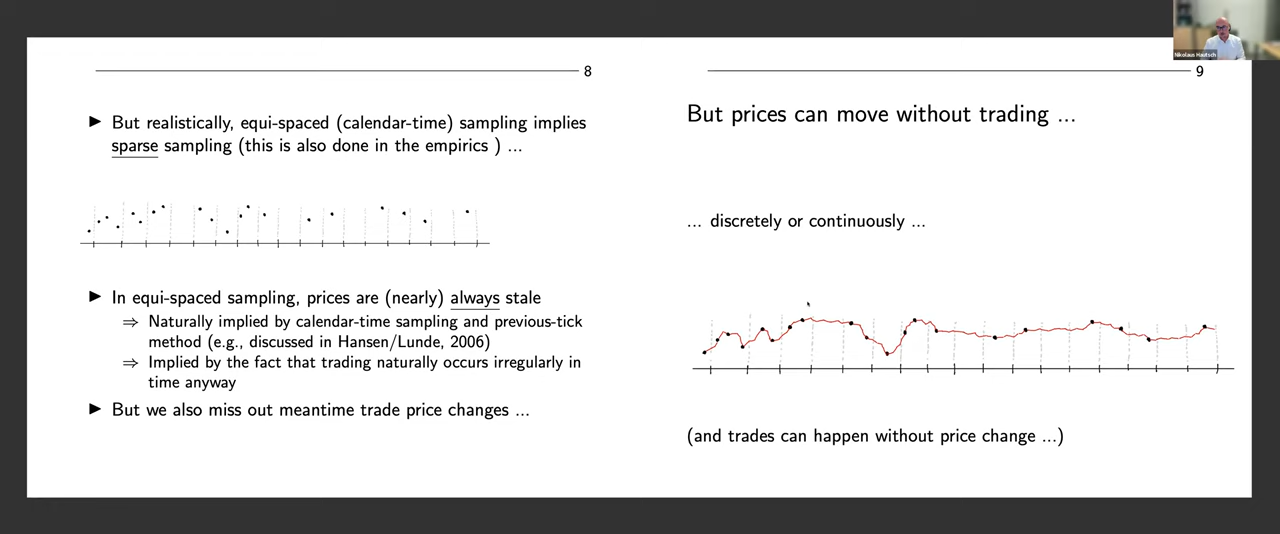 8
▶ But realistically, equi-spaced (calendar-time) sampling implies
sparse sampling (this is also done in the empirics ) ...
▶ In equi-spaced sampling, prices are (nearly) always stale
⇒ Naturally implied by calendar-time sampling and previous-tick
method (e.g., discussed in Hansen/Lunde, 2006)
⇒ Implied by the fact that trading naturally occurs irregularly in
time anyway
▶ But we also miss out meantime trade price changes ...
9
But prices can move without trading ...
... discretely or continuously ...
(and trades can happen without price change ...)
Nikolaus Hautsch